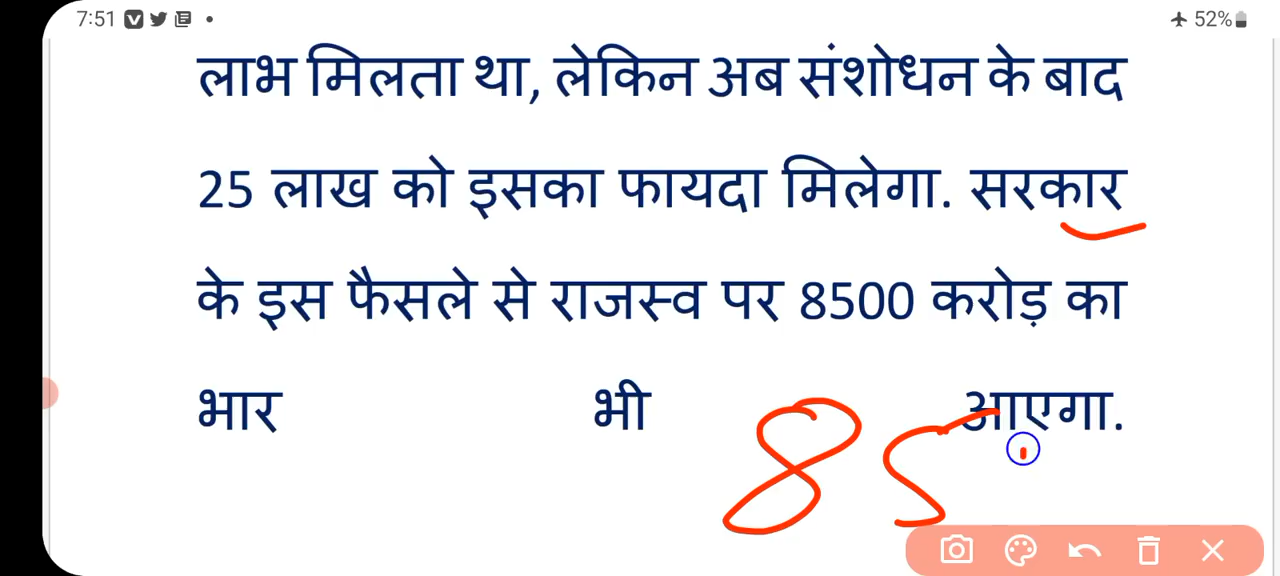 7:51
52%
लाभ मिलता था, लेकिन अब संशोधन के बाद
25 लाख को इसका फायदा मिलेगा. सरकार
के इस फैसले से राजस्व पर 8500 करोड़ का
भार भी आएगा.
85